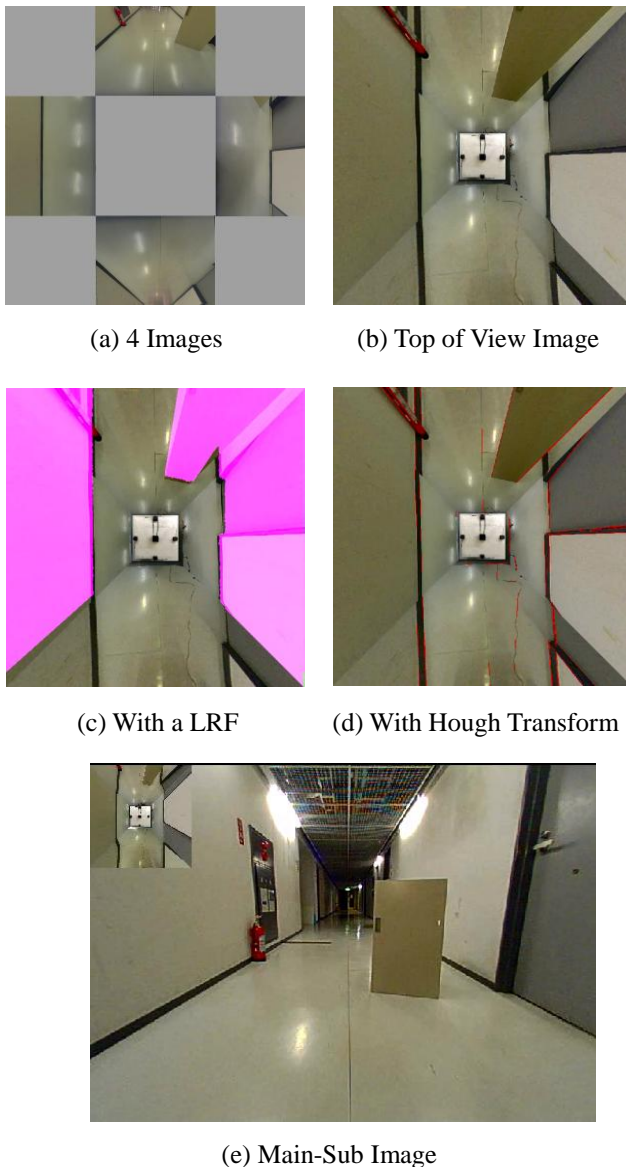 (a) 4 Images
(b) Top of View Image
(c) With a LRF
(d) With Hough Transform
(e) Main-Sub Image